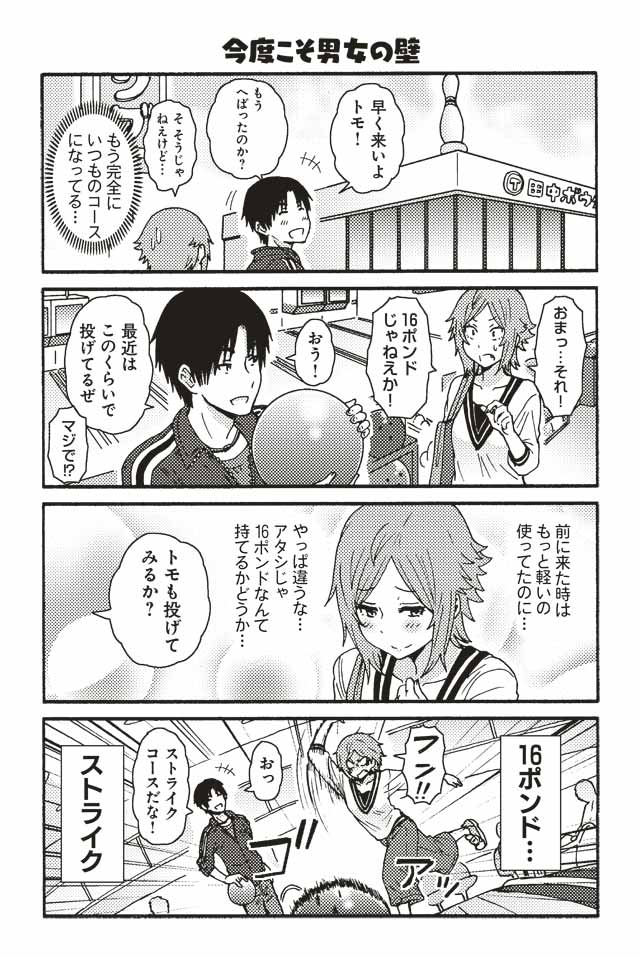 今度こそ男女の壁
田中ボウ
早く来いよ
トモ!
もう
へばったのか?
そ そうじゃ
ねえけど…
もう完全に
いつものコース
になってる…
おまっ…それ!
16ポンド
じゃねえか!
おう!
最近は
このくらいで
投げてるぜ
マジで!?
前に来た時は
もっと軽いの
使ってたのに…
やっぱ違うな…
アタシじゃ
16ポンドなんて
持てるかどうか…
トモも投げて
みるか?
16ポンド…
フン!!
アッ
おっ
ストライク
コースだな!
ゴ
ストライク